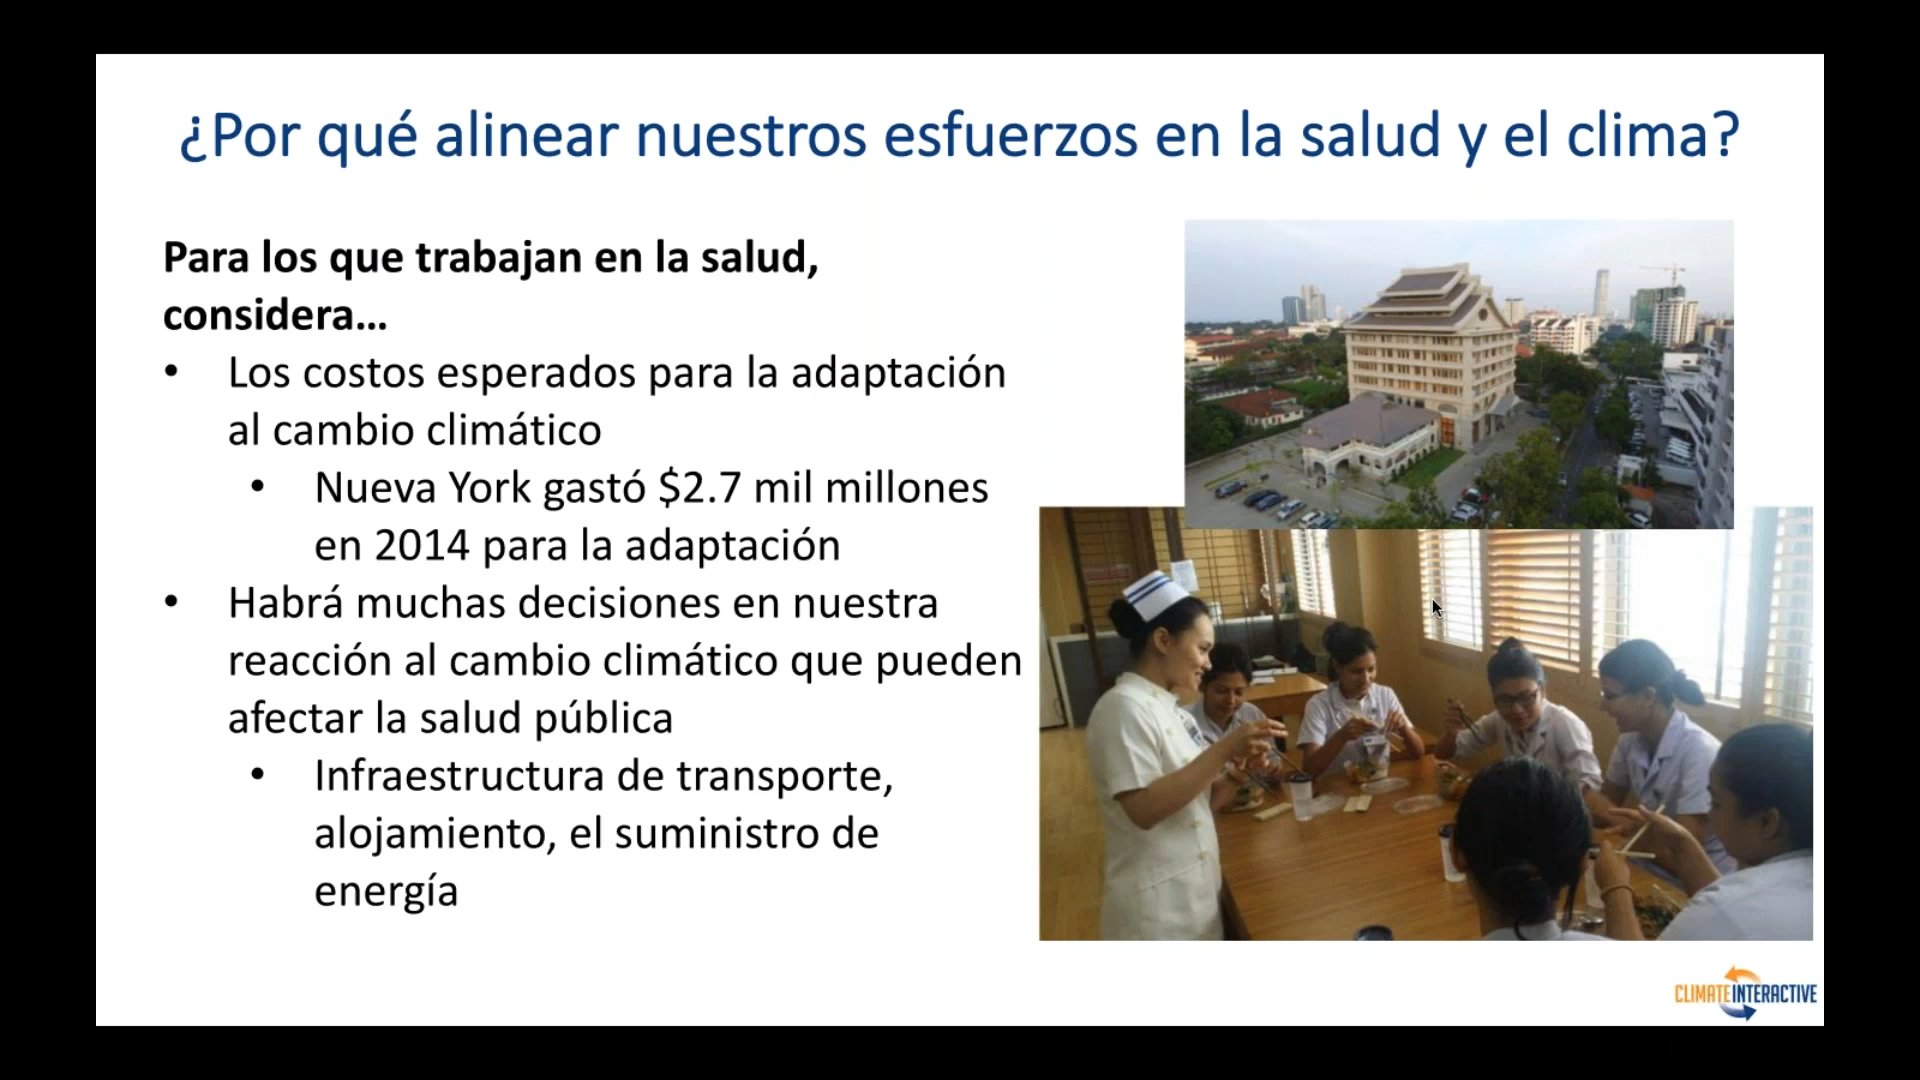 ¿Por qué alinear nuestros esfuerzos en la salud y el clima?
Para los que trabajan en la salud,
considera...
• Los costos esperados para la adaptación
al cambio climático
• Nueva York gastó $2.7 mil millones
en 2014 para la adaptación
• Habrá muchas decisiones en nuestra
reacción al cambio climático que pueden
afectar la salud pública
• Infraestructura de transporte,
alojamiento, el suministro de
energía
CLIMATE INTERACTIVE